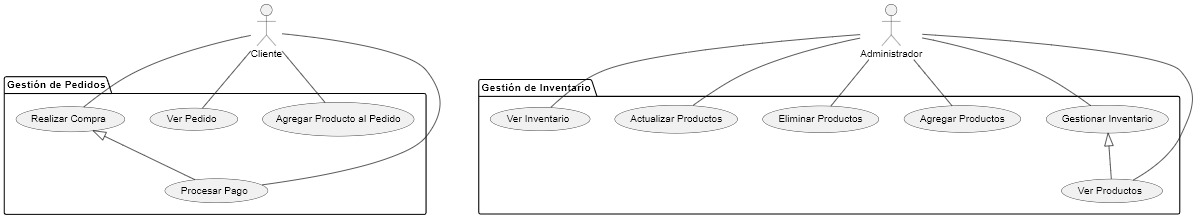 Cliente
Administrador
Gestión de Pedidos
Gestión de Inventario
Realizar Compra
Ver Pedido
Agregar Producto al Pedido
Ver Inventario
Actualizar Productos
Eliminar Productos
Agregar Productos
Gestionar Inventario
Procesar Pago
Ver Productos